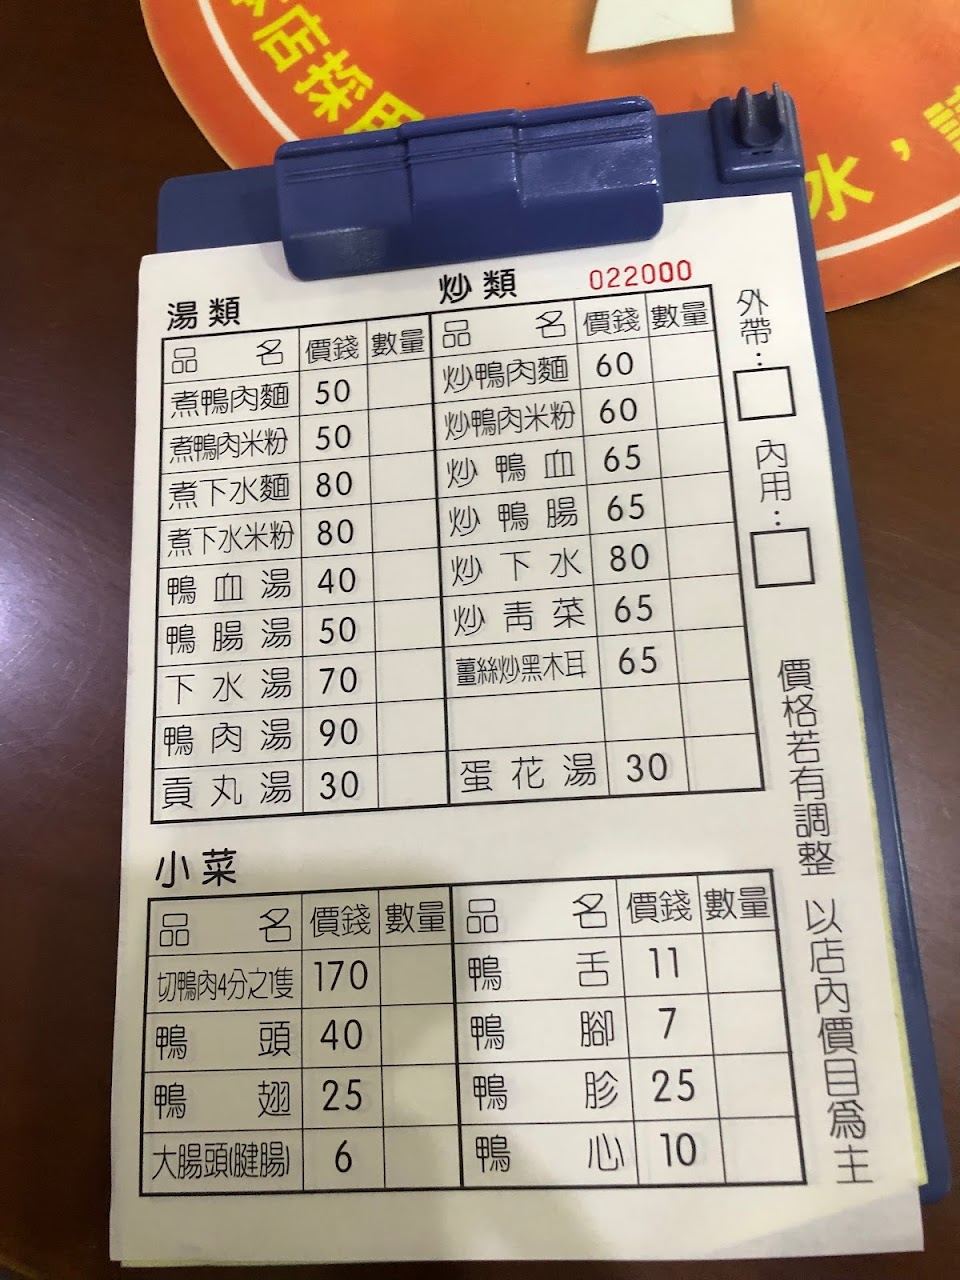 店採用
水，
湯類
炒類 022000
品名 價錢 數量 品名 價錢 數量
煮鴨肉麵 50 炒鴨肉麵 60
煮鴨肉米粉 50 炒鴨肉米粉 60
煮下水麵 80 炒鴨血 65
煮下水米粉 80 炒鴨腸 65
鴨血湯 40 炒下水 80
鴨腸湯 50 炒青菜 65
下水湯 70 薑絲炒黑木耳 65
鴨肉湯 90
貢丸湯 30 蛋花湯 30
小菜
品名 價錢 數量 品名 價錢 數量
切鴨肉4分之1隻 170 鴨舌 11
鴨頭 40 鴨腳 7
鴨翅 25 鴨胗 25
大腸頭(腱腸) 6 鴨心 10
外帶：
內用：
價格若有調整 以店內價目為主